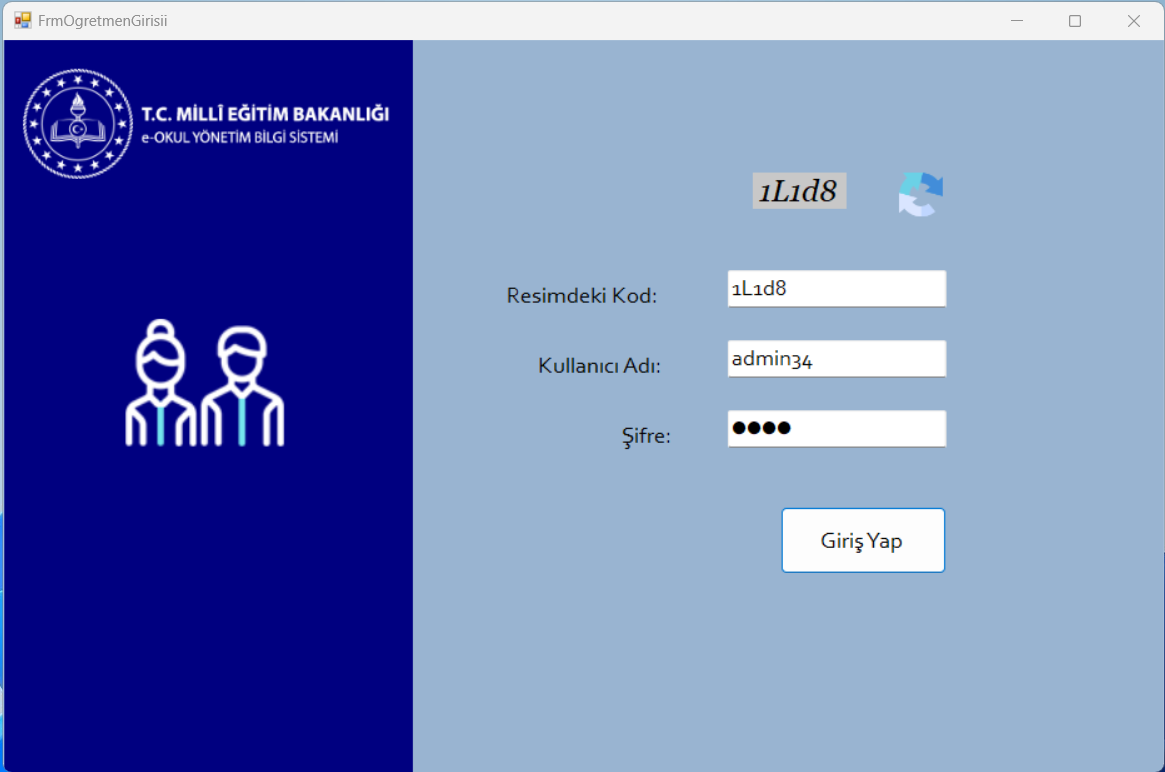 FrmOgretmenGirisii
T.C. MİLLÎ EĞİTİM BAKANLIĞI
e-OKUL YÖNETİM BİLGİ SİSTEMİ
1L1d8
Resimdeki Kod: 1L1d8
Kullanıcı Adı: admin34
Şifre: ●●●●
Giriş Yap